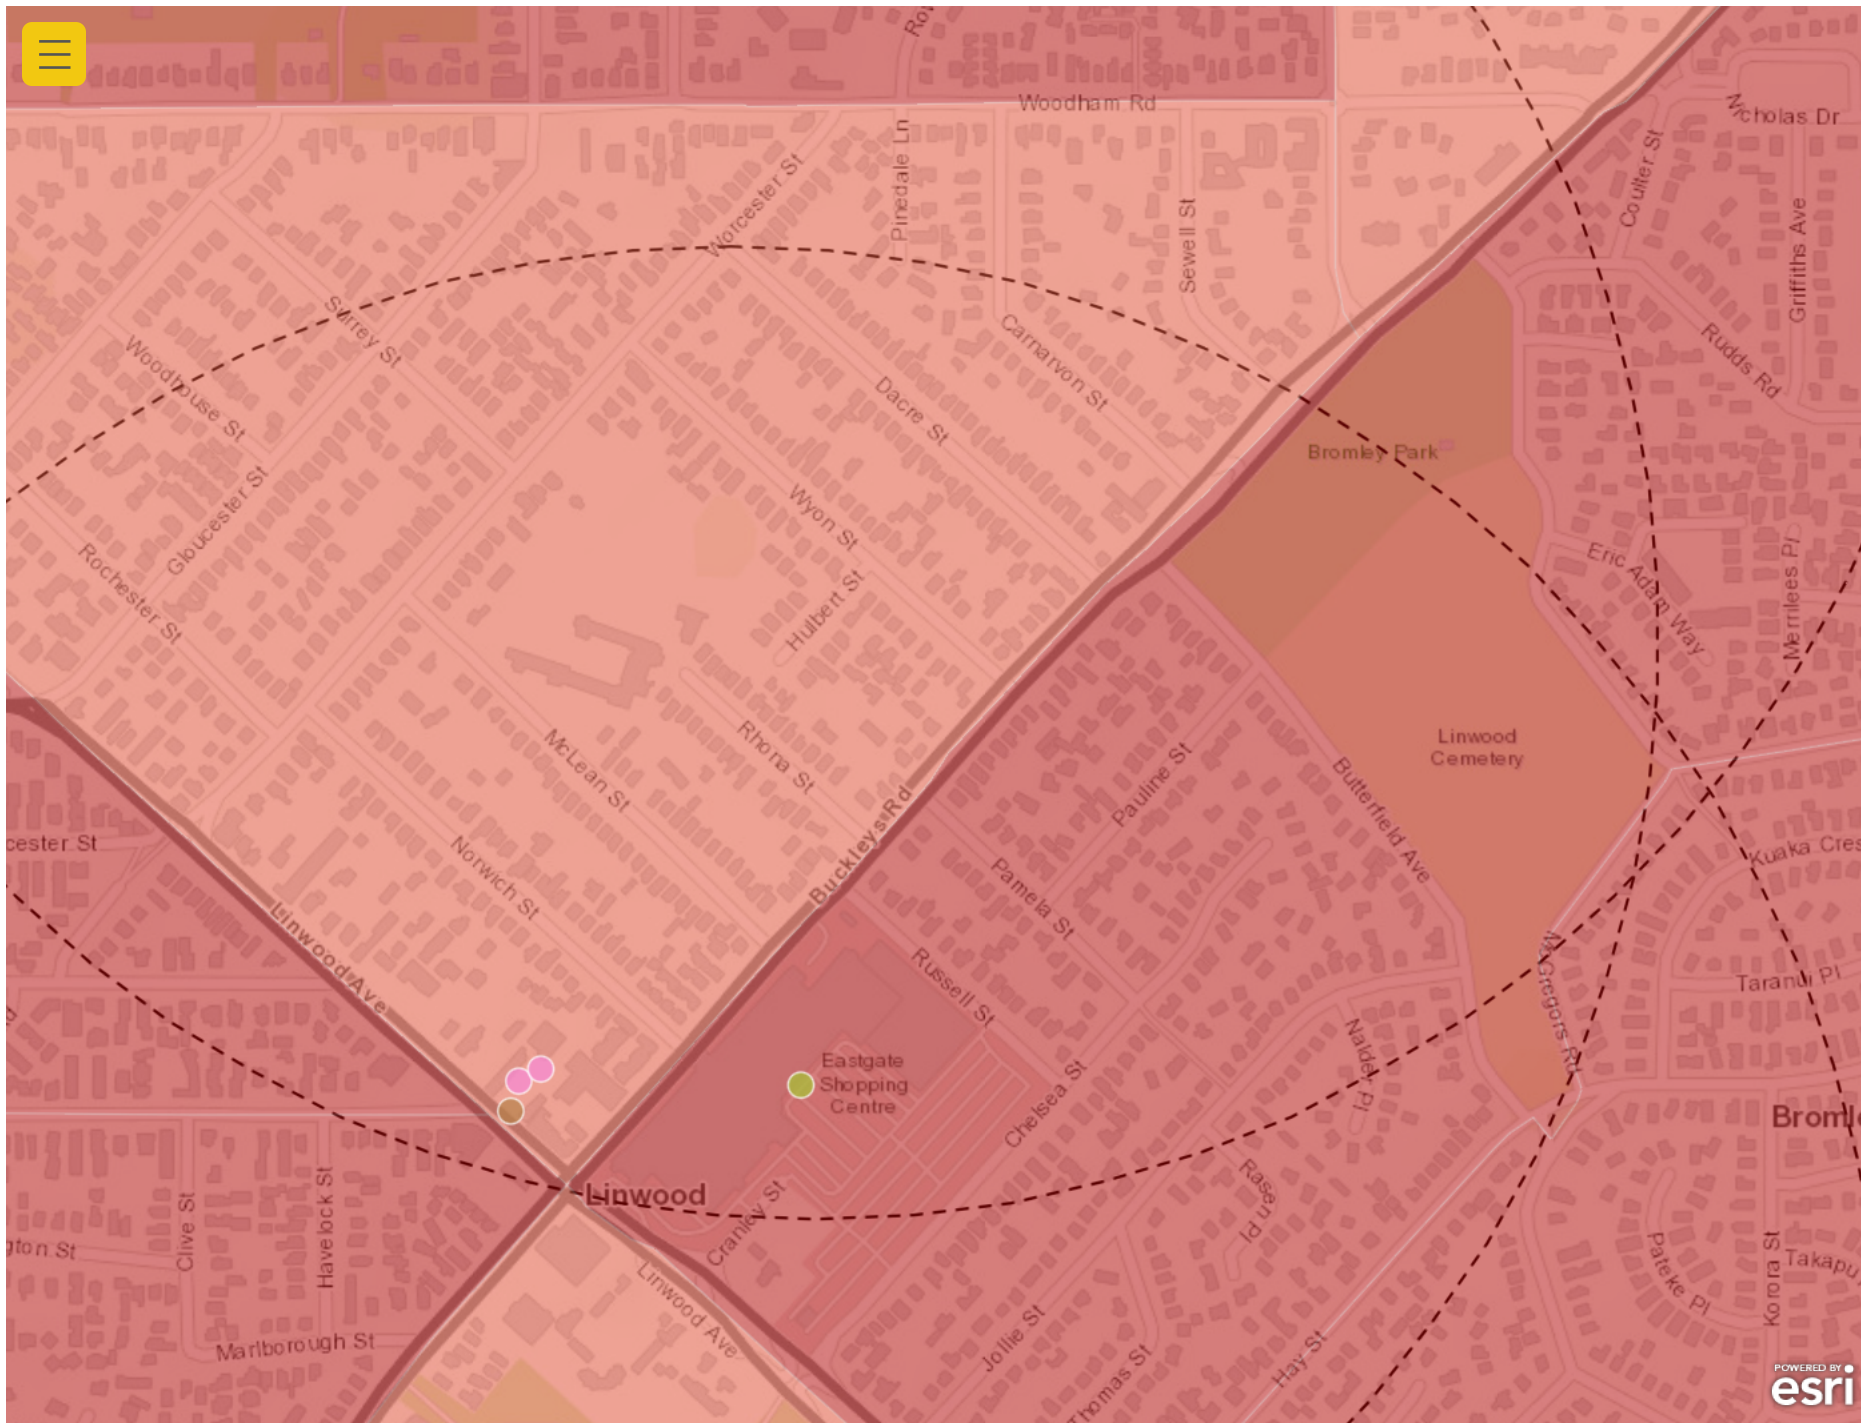 Woodham Rd
Nicholas Dr
Coulter St
Worcester St
Pinedale Ln
Sewell St
Griffiths Ave
Surrey St
Woodhouse St
Carnarvon St
Rudds Rd
Dacre St
Bromley Park
Gloucester St
Wyon St
Rochester St
Hulbert St
Eric Adam Way
Merrilees Pl
Rhona St
McLean St
Linwood
Cemetery
Pauline St
Butterfield Ave
Buckleys Rd
cester St
Norwich St
Pamela St
Kuaka Cres
Linwood Ave
Russell St
McGregors Rd
Taranui Pl
Eastgate
Shopping
Centre
Nalder Pl
Chelsea St
Bromle
Linwood
Clive St
Havelock St
Cranley St
Rasen Pl
gton St
Linwood Ave
Pateke Pl
Korora St
Takapu
Marlborough St
Jollie St
Thomas St
Hay St
POWERED BY
esri